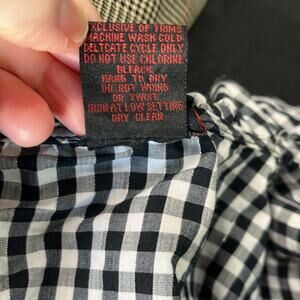 EXCLUSIVE OF TRIMS
MACHINE WASH COLD
DELICATE CYCLE ONLY
DO NOT USE CHLORINE
BLEACH.
HANG TO DRY
DO NOT WRING
OR TWIST.
IRON AT LOW SETTING
DRY CLEAN